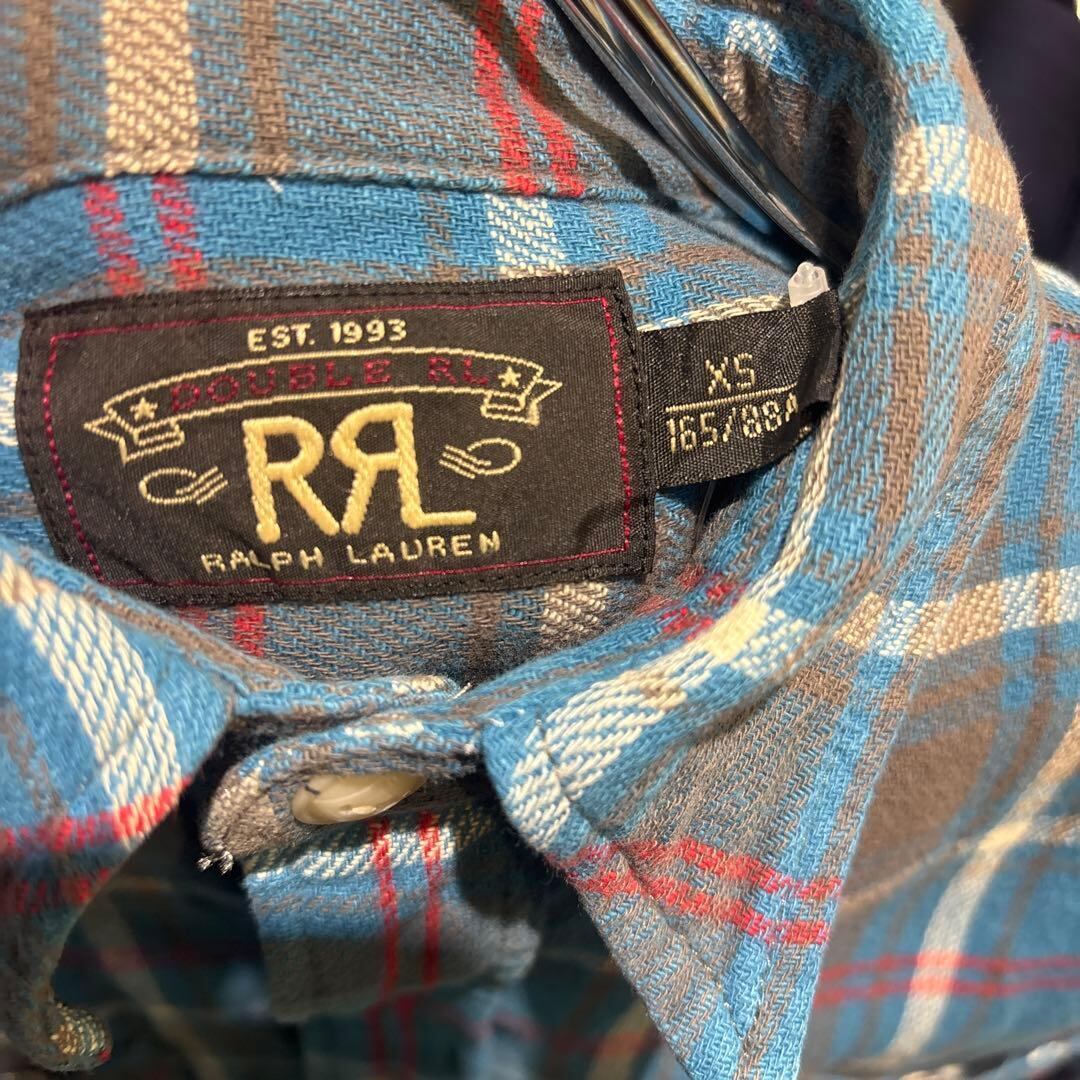 EST. 1993
DOUBLE RL
RRL
RALPH LAUREN
XS
165/88A